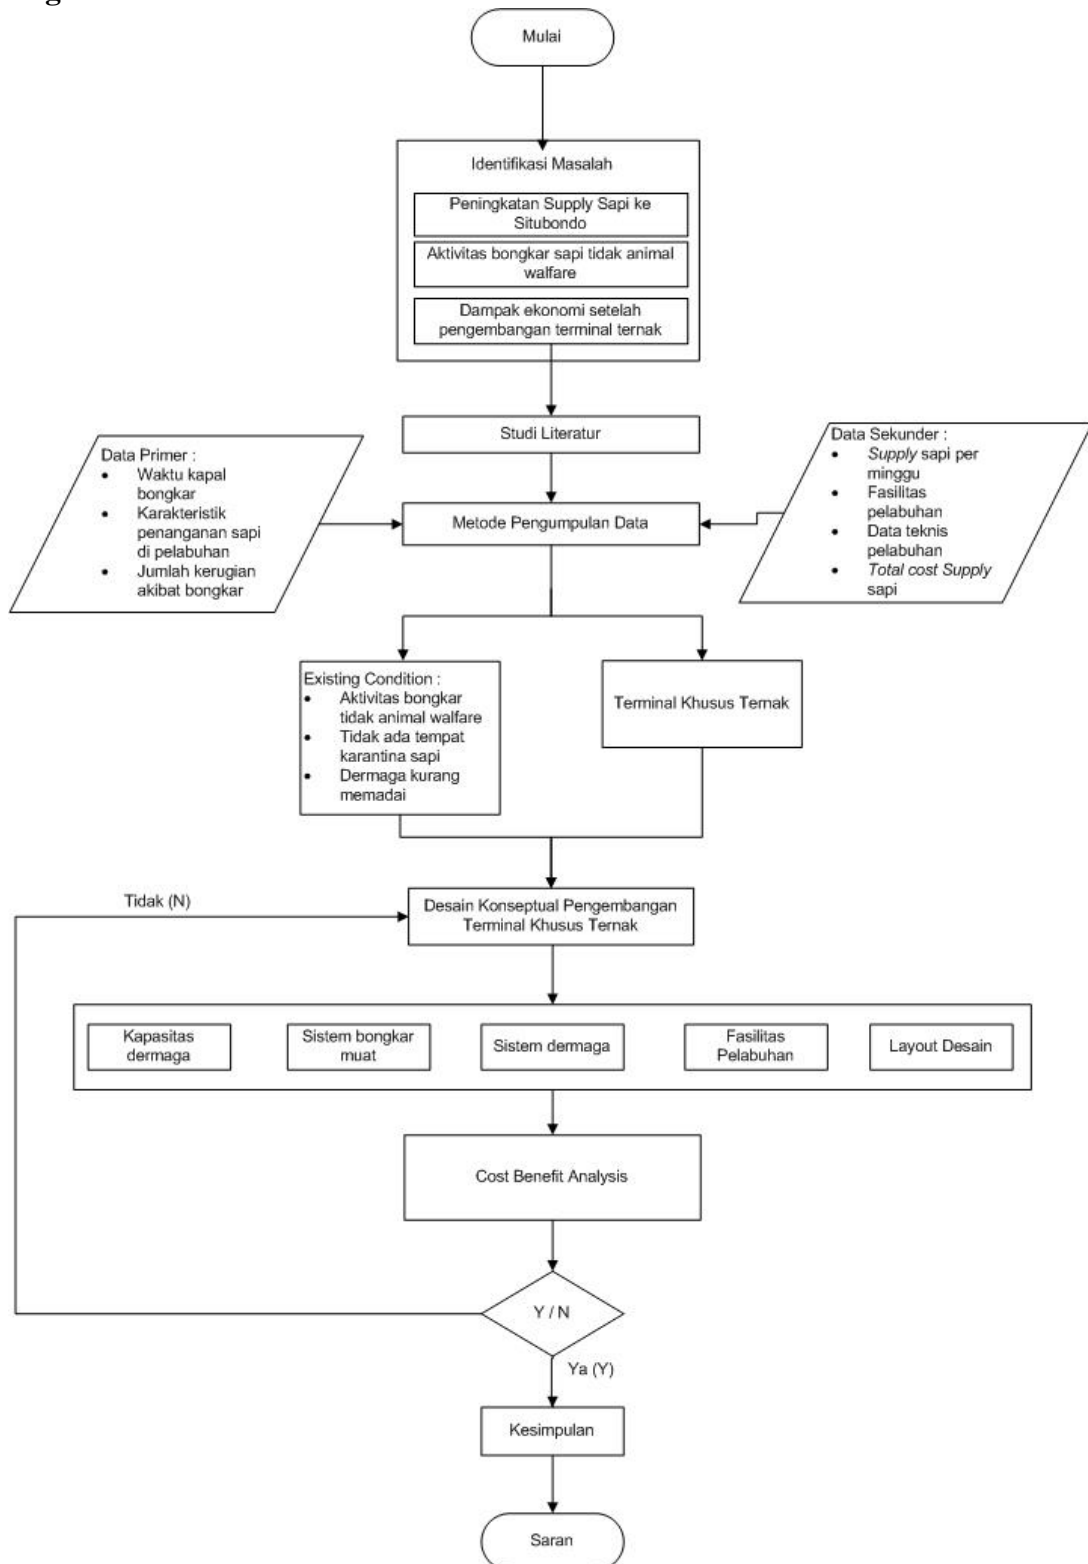 Mulai
Identifikasi Masalah
Peningkatan Supply Sapi ke
Situbondo
Aktivitas bongkar sapi tidak animal
walfare
Dampak ekonomi setelah
pengembangan terminal ternak
Studi Literatur
Data Primer :
• Waktu kapal
bongkar
• Karakteristik
penanganan sapi
di pelabuhan
• Jumlah kerugian
akibat bongkar
Metode Pengumpulan Data
Data Sekunder :
• Supply sapi per
minggu
• Fasilitas
pelabuhan
• Data teknis
pelabuhan
• Total cost Supply
sapi
Existing Condition :
• Aktivitas bongkar
tidak animal walfare
• Tidak ada tempat
karantina sapi
• Dermaga kurang
memadai
Terminal Khusus Ternak
Tidak (N)
Desain Konseptual Pengembangan
Terminal Khusus Ternak
Kapasitas
dermaga
Sistem bongkar
muat
Sistem dermaga
Fasilitas
Pelabuhan
Layout Desain
Cost Benefit Analysis
Y / N
Ya (Y)
Kesimpulan
Saran